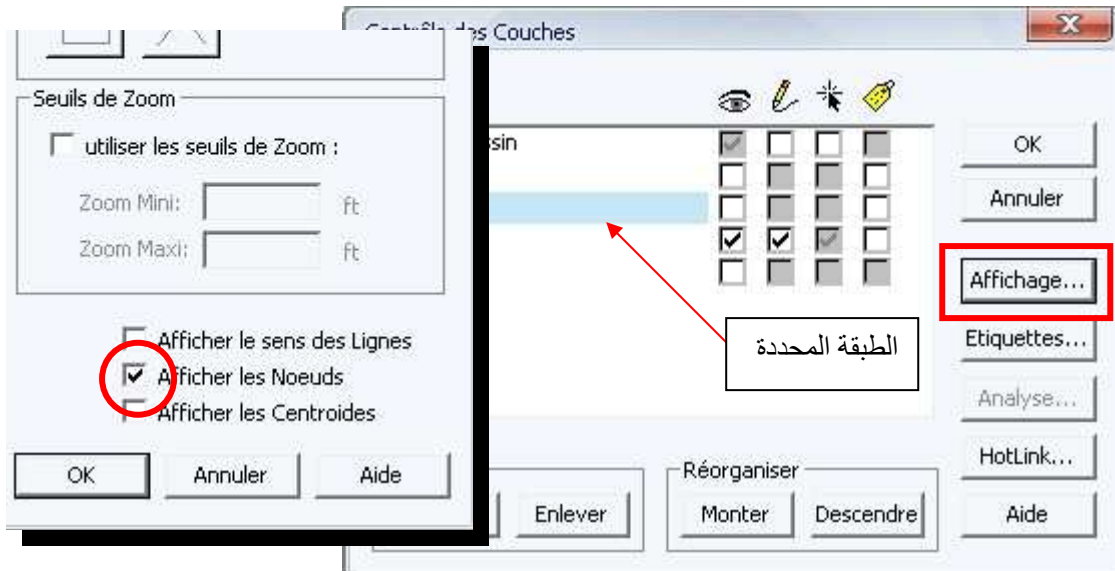 Seuils de Zoom
utiliser les seuils de Zoom :
Zoom Mini: ft
Zoom Maxi: ft
Afficher le sens des Lignes
Afficher les Noeuds
Afficher les Centroides
OK Annuler Aide
des Couches
OK
Annuler
Affichage...
Etiquettes...
Analyse...
HotLink...
Aide
الطبقة المحددة
Enlever
Réorganiser
Monter Descendre